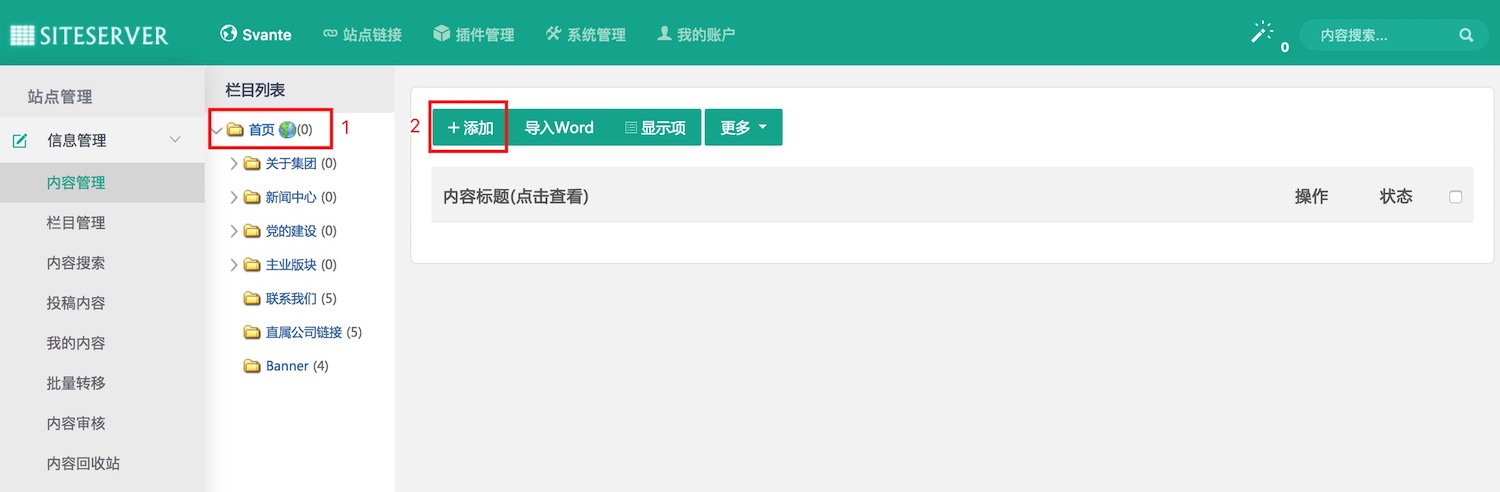 SITESERVER Svante 站点链接 插件管理 系统管理 我的账户 0 内容搜索...
站点管理
信息管理
内容管理
栏目管理
内容搜索
投稿内容
我的内容
批量转移
内容审核
内容回收站
栏目列表
首页 (0) 1
关于集团 (0)
新闻中心 (0)
党的建设 (0)
主业版块 (0)
联系我们 (5)
直属公司链接 (5)
Banner (4)
2 +添加 导入Word 显示项 更多
内容标题(点击查看) 操作 状态